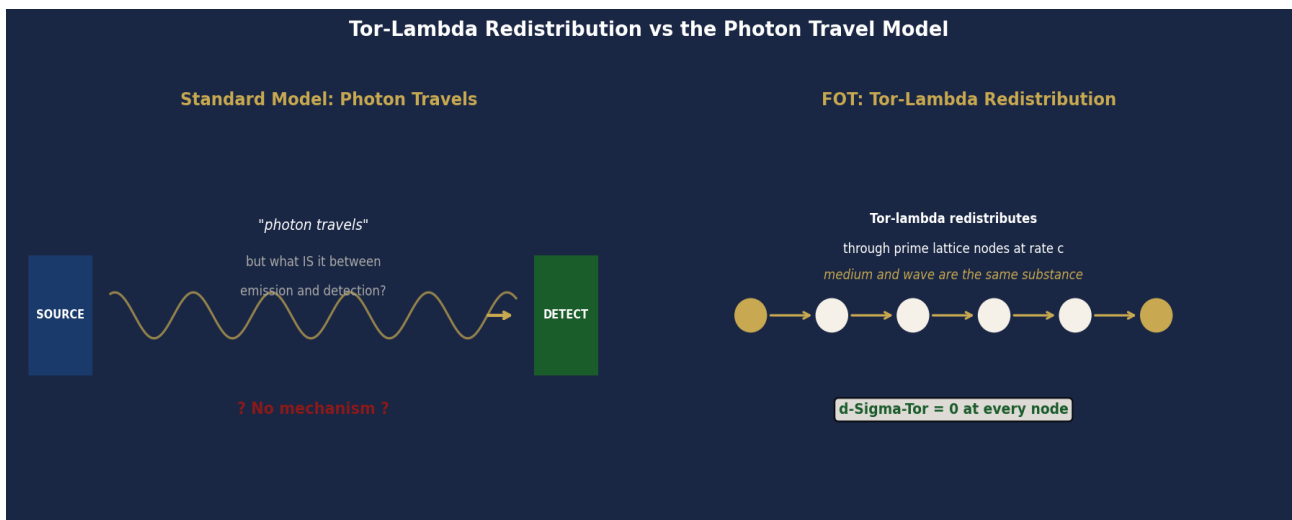 Tor-Lambda Redistribution vs the Photon Travel Model
Standard Model: Photon Travels
"photon travels"
but what IS it between
emission and detection?
SOURCE
DETECT
? No mechanism ?
FOT: Tor-Lambda Redistribution
Tor-lambda redistributes
through prime lattice nodes at rate c
medium and wave are the same substance
d-Sigma-Tor = 0 at every node